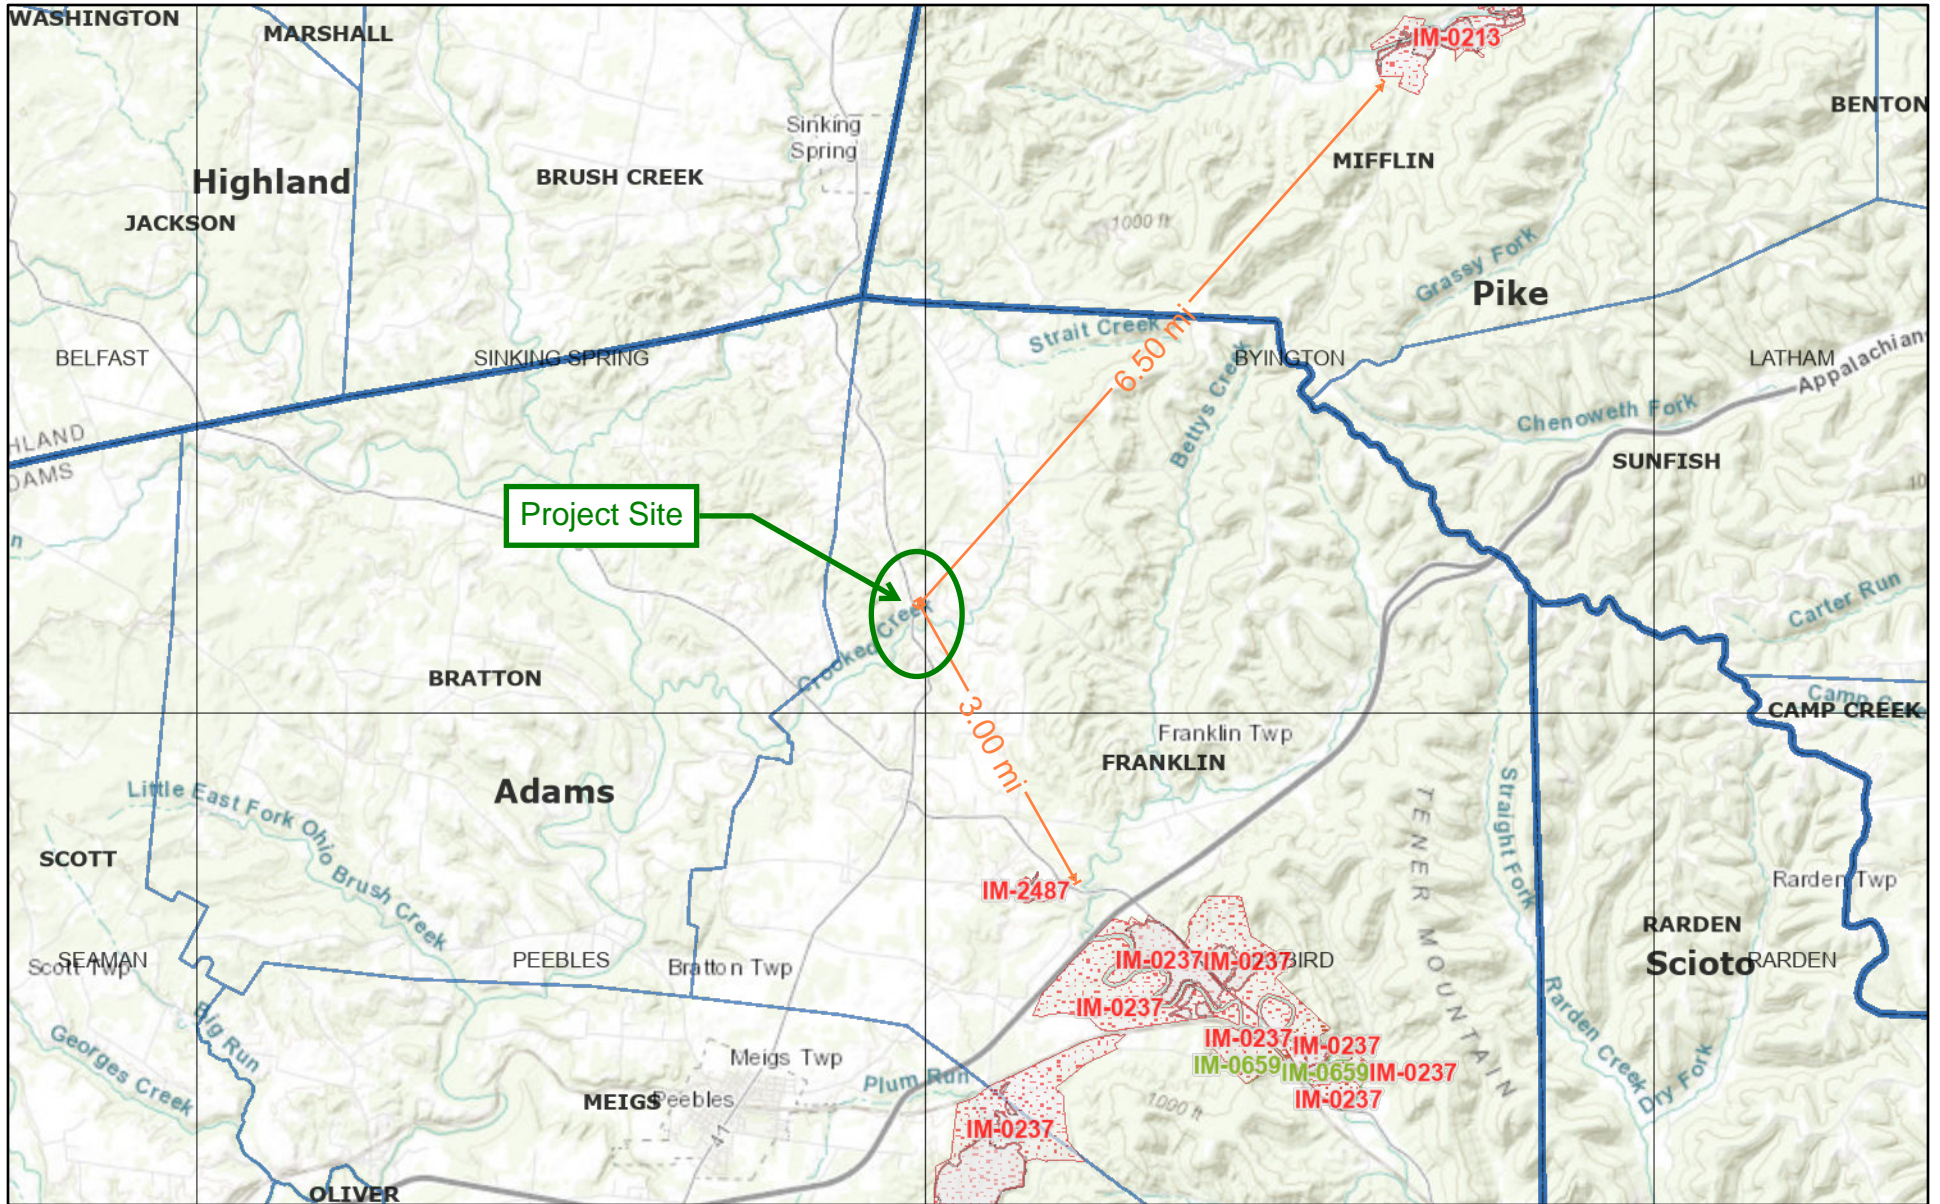 WASHINGTON
MARSHALL
IM-0213
BENTON
Sinking
Spring
MIFFLIN
Highland
BRUSH CREEK
JACKSON
1000 ft
Grassy Fork
Pike
Strait Creek
6.50 mi
BELFAST
SINKING SPRING
BYINGTON
LATHAM
Appalachian
Bettys Creek
Chenoweth Fork
HLAND
DAMS
SUNFISH
10
Project Site
n
Crooked Creek
Carter Run
BRATTON
3.00 mi
Camp C
CAMP CREEK
Franklin Twp
FRANKLIN
Adams
Little East Fork Ohio Brush Creek
Straight Fork
TENER MOUNTAIN
SCOTT
IM-2487
Rarden Twp
RARDEN
Scioto
RARDEN
SEAMAN
Scott Twp
PEEBLES
Bratton Twp
IM-0237
IM-0237
BIRD
IM-0237
Big Run
Georges Creek
Rarden Creek
Dry Fork
IM-0237
IM-0237
Meigs Twp
IM-0659
IM-0659
IM-0237
Plum Run
MEIGS
Peebles
IM-0237
1000 ft
41
IM-0237
OLIVER